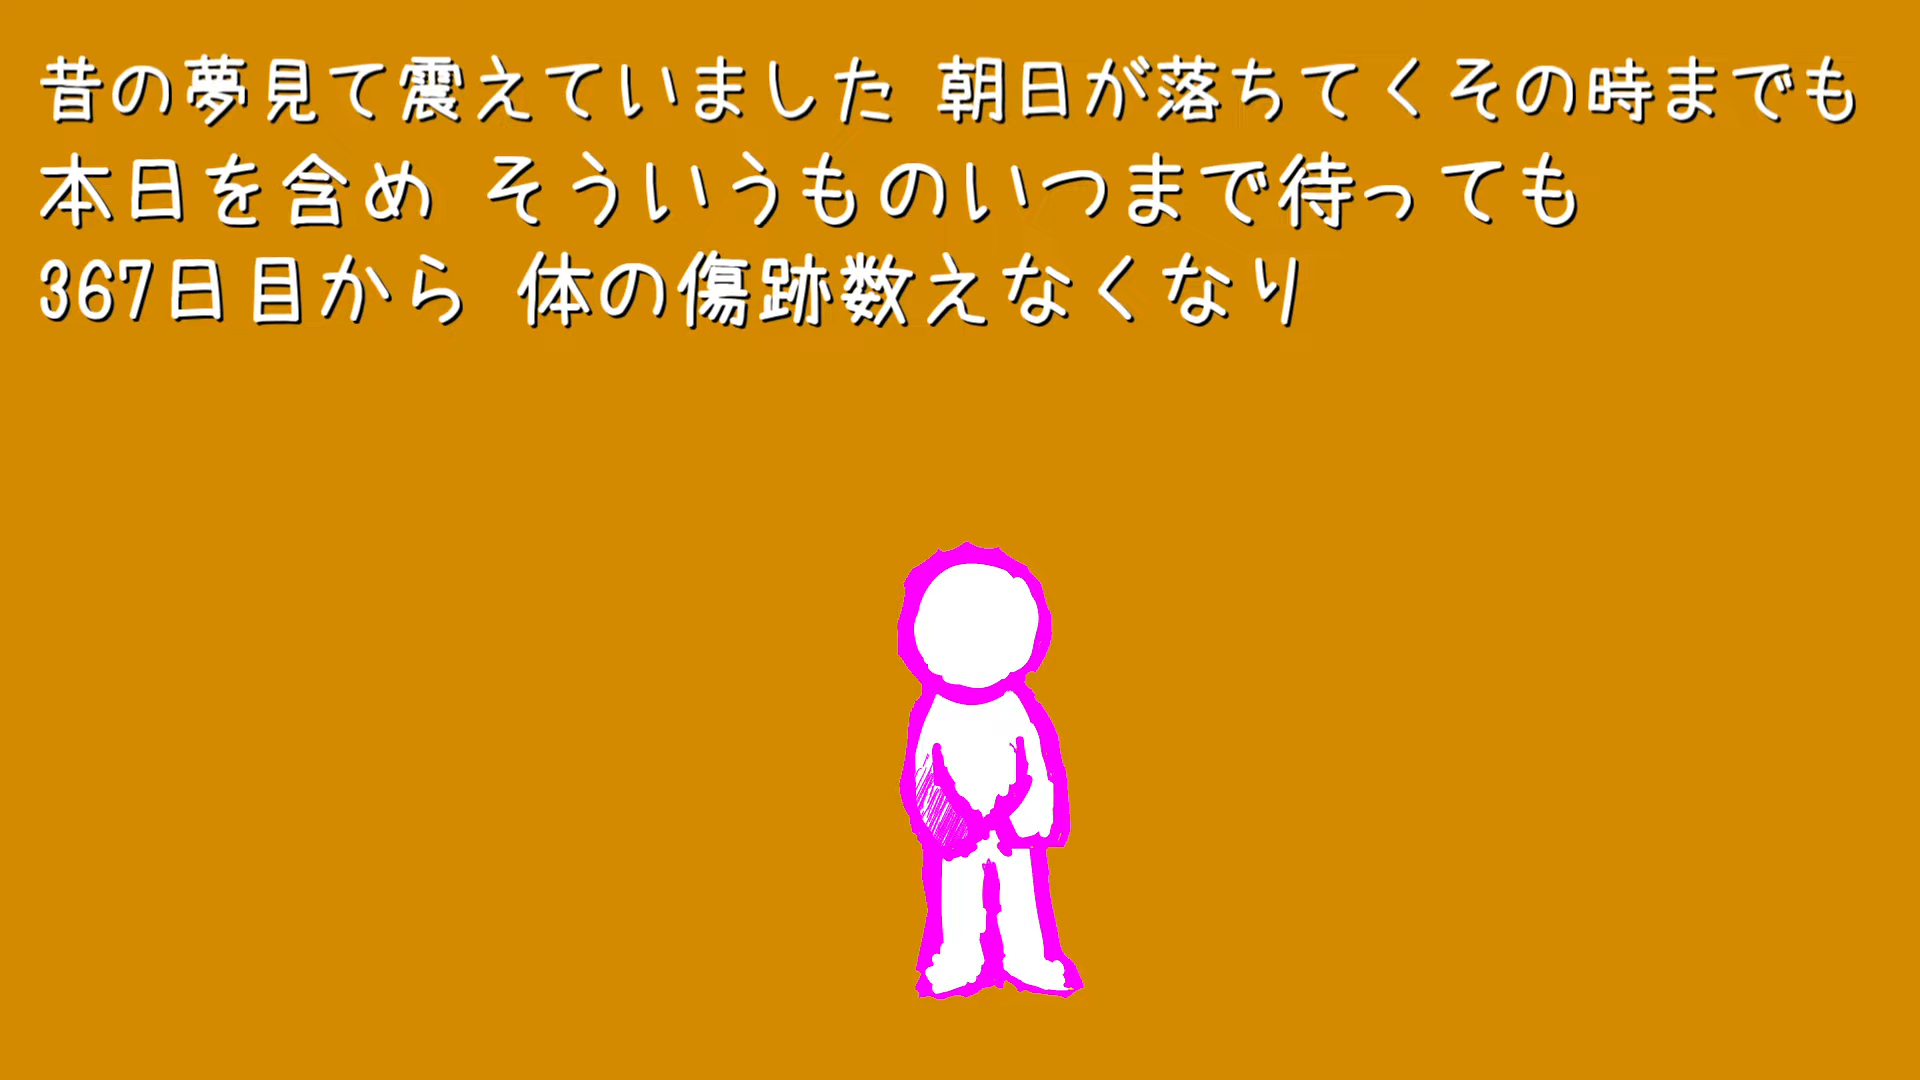 昔の夢見て震えていました 朝日が落ちてくその時までも
本日を含め そういうものいつまで待っても
367日目から 体の傷跡数えなくなり